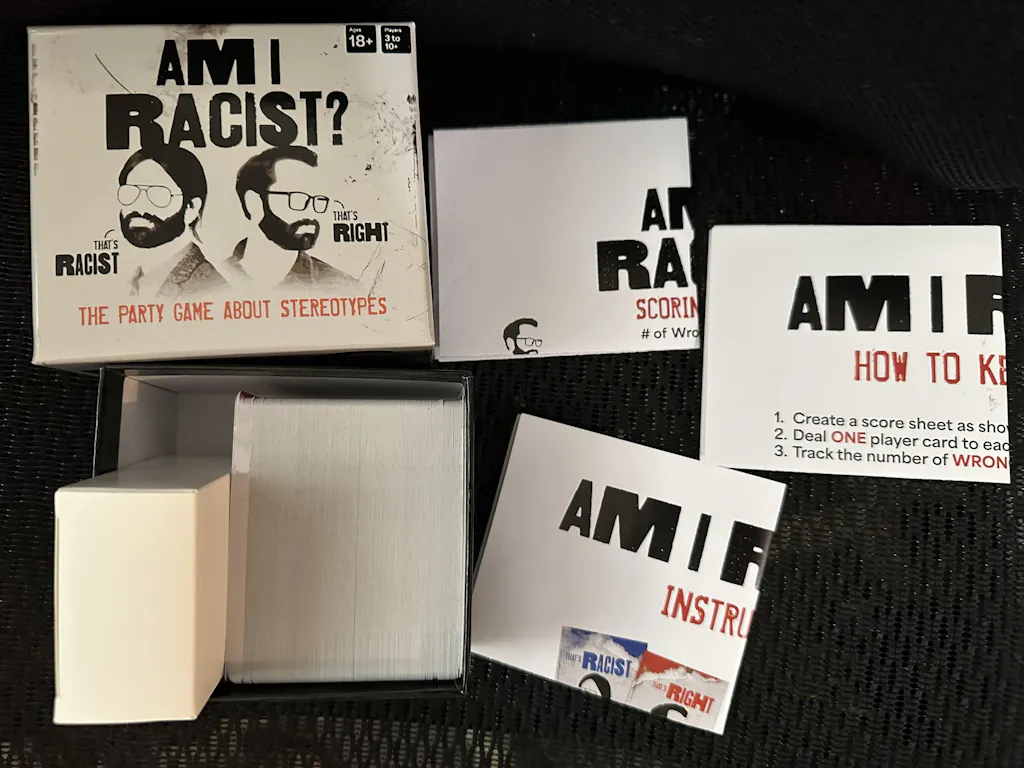 Ages
18+
Players
3 to
10+
AM I
RACIST?
THAT'S
RACIST
THAT'S
RIGHT
THE PARTY GAME ABOUT STEREOTYPES
AM
RAC
SCORIN
# of Wro
AM I R
HOW TO KE
1. Create a score sheet as sho
2. Deal ONE player card to eac
3. Track the number of WRON
AM I R
INSTRU
THAT'S RACIST
THAT'S RIGHT